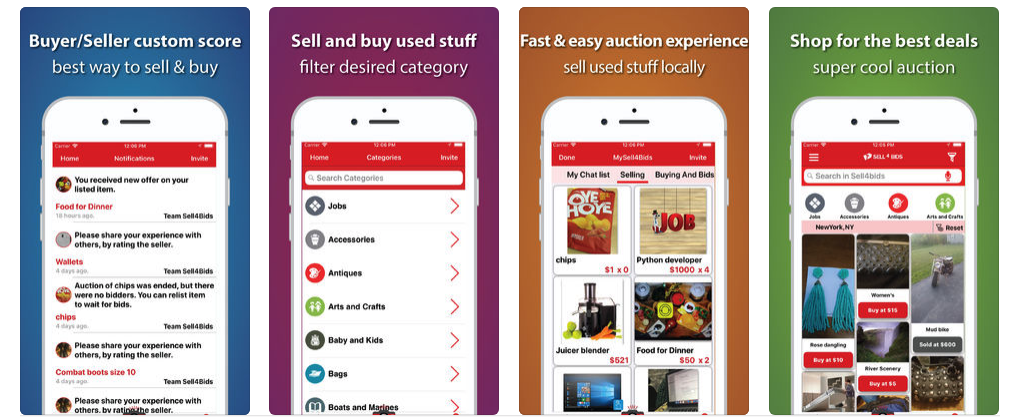 Buyer/Seller custom score
best way to sell & buy
Carrier
12:06 PM
Home
Notifications
Invite
You received new offer on your
listed item.
Food for Dinner
18 hours ago.
Team Sell4Bids
Please share your experience with
others, by rating the seller.
Wallets
4 days ago.
Team Sell4Bids
Auction of chips was ended, but there
were no bidders. You can relist item
to wait for bids.
chips
4 days ago.
Team Sell4Bids
Please share your experience with
others, by rating the seller.
Combat boots size 10
4 days ago.
Team Sell4Bids
Please share your experience with
others, by rating the seller.
Sell and buy used stuff
filter desired category
Carrier
12:06 PM
Home
Categories
Invite
Search Categories
Jobs
Accessories
Antiques
Arts and Crafts
Baby and Kids
Bags
Boats and Marines
Fast & easy auction experience
sell used stuff locally
Carrier
12:06 PM
Done
MySell4Bids
Invite
My Chat list
Selling
Buying And Bids
OYE
HOYE
JOB
chips
$1 x 0
Python developer
$1000 x 4
Juicer blender
$521
Food for Dinner
$50 x 2
Shop for the best deals
super cool auction
Carrier
12:03 PM
SELL 4 BIDS
Search in Sell4bids
Jobs
Accessories
Antiques
Arts and Crafts
NewYork,NY
Reset
Rose dangling
Buy at $10
Women's
Buy at $15
River Scenery
Buy at $5
Mud bike
Sold at $600